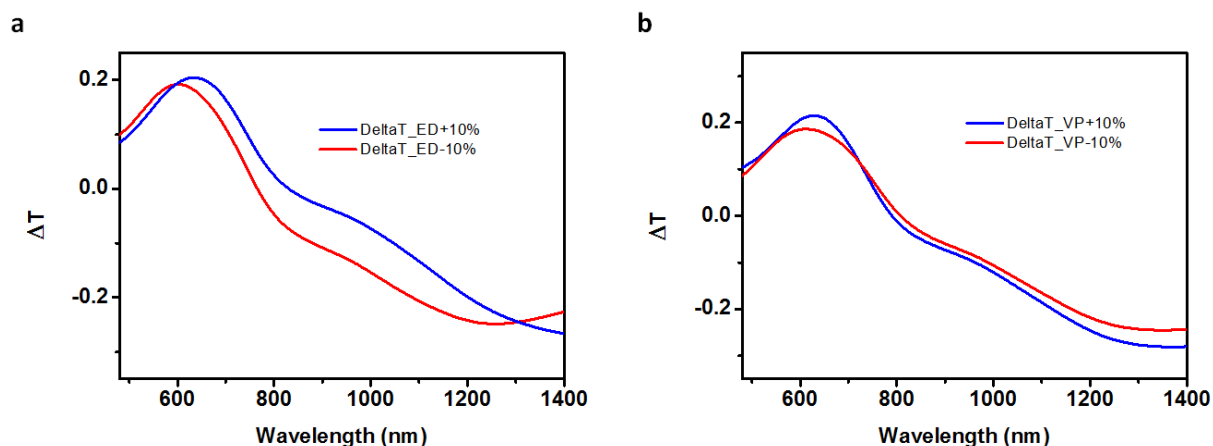 a
0.2
0.0
-0.2
ΔT
DeltaT_ED+10%
DeltaT_ED-10%
600 800 1000 1200 1400
Wavelength (nm)
b
0.2
0.0
-0.2
ΔT
DeltaT_VP+10%
DeltaT_VP-10%
600 800 1000 1200 1400
Wavelength (nm)